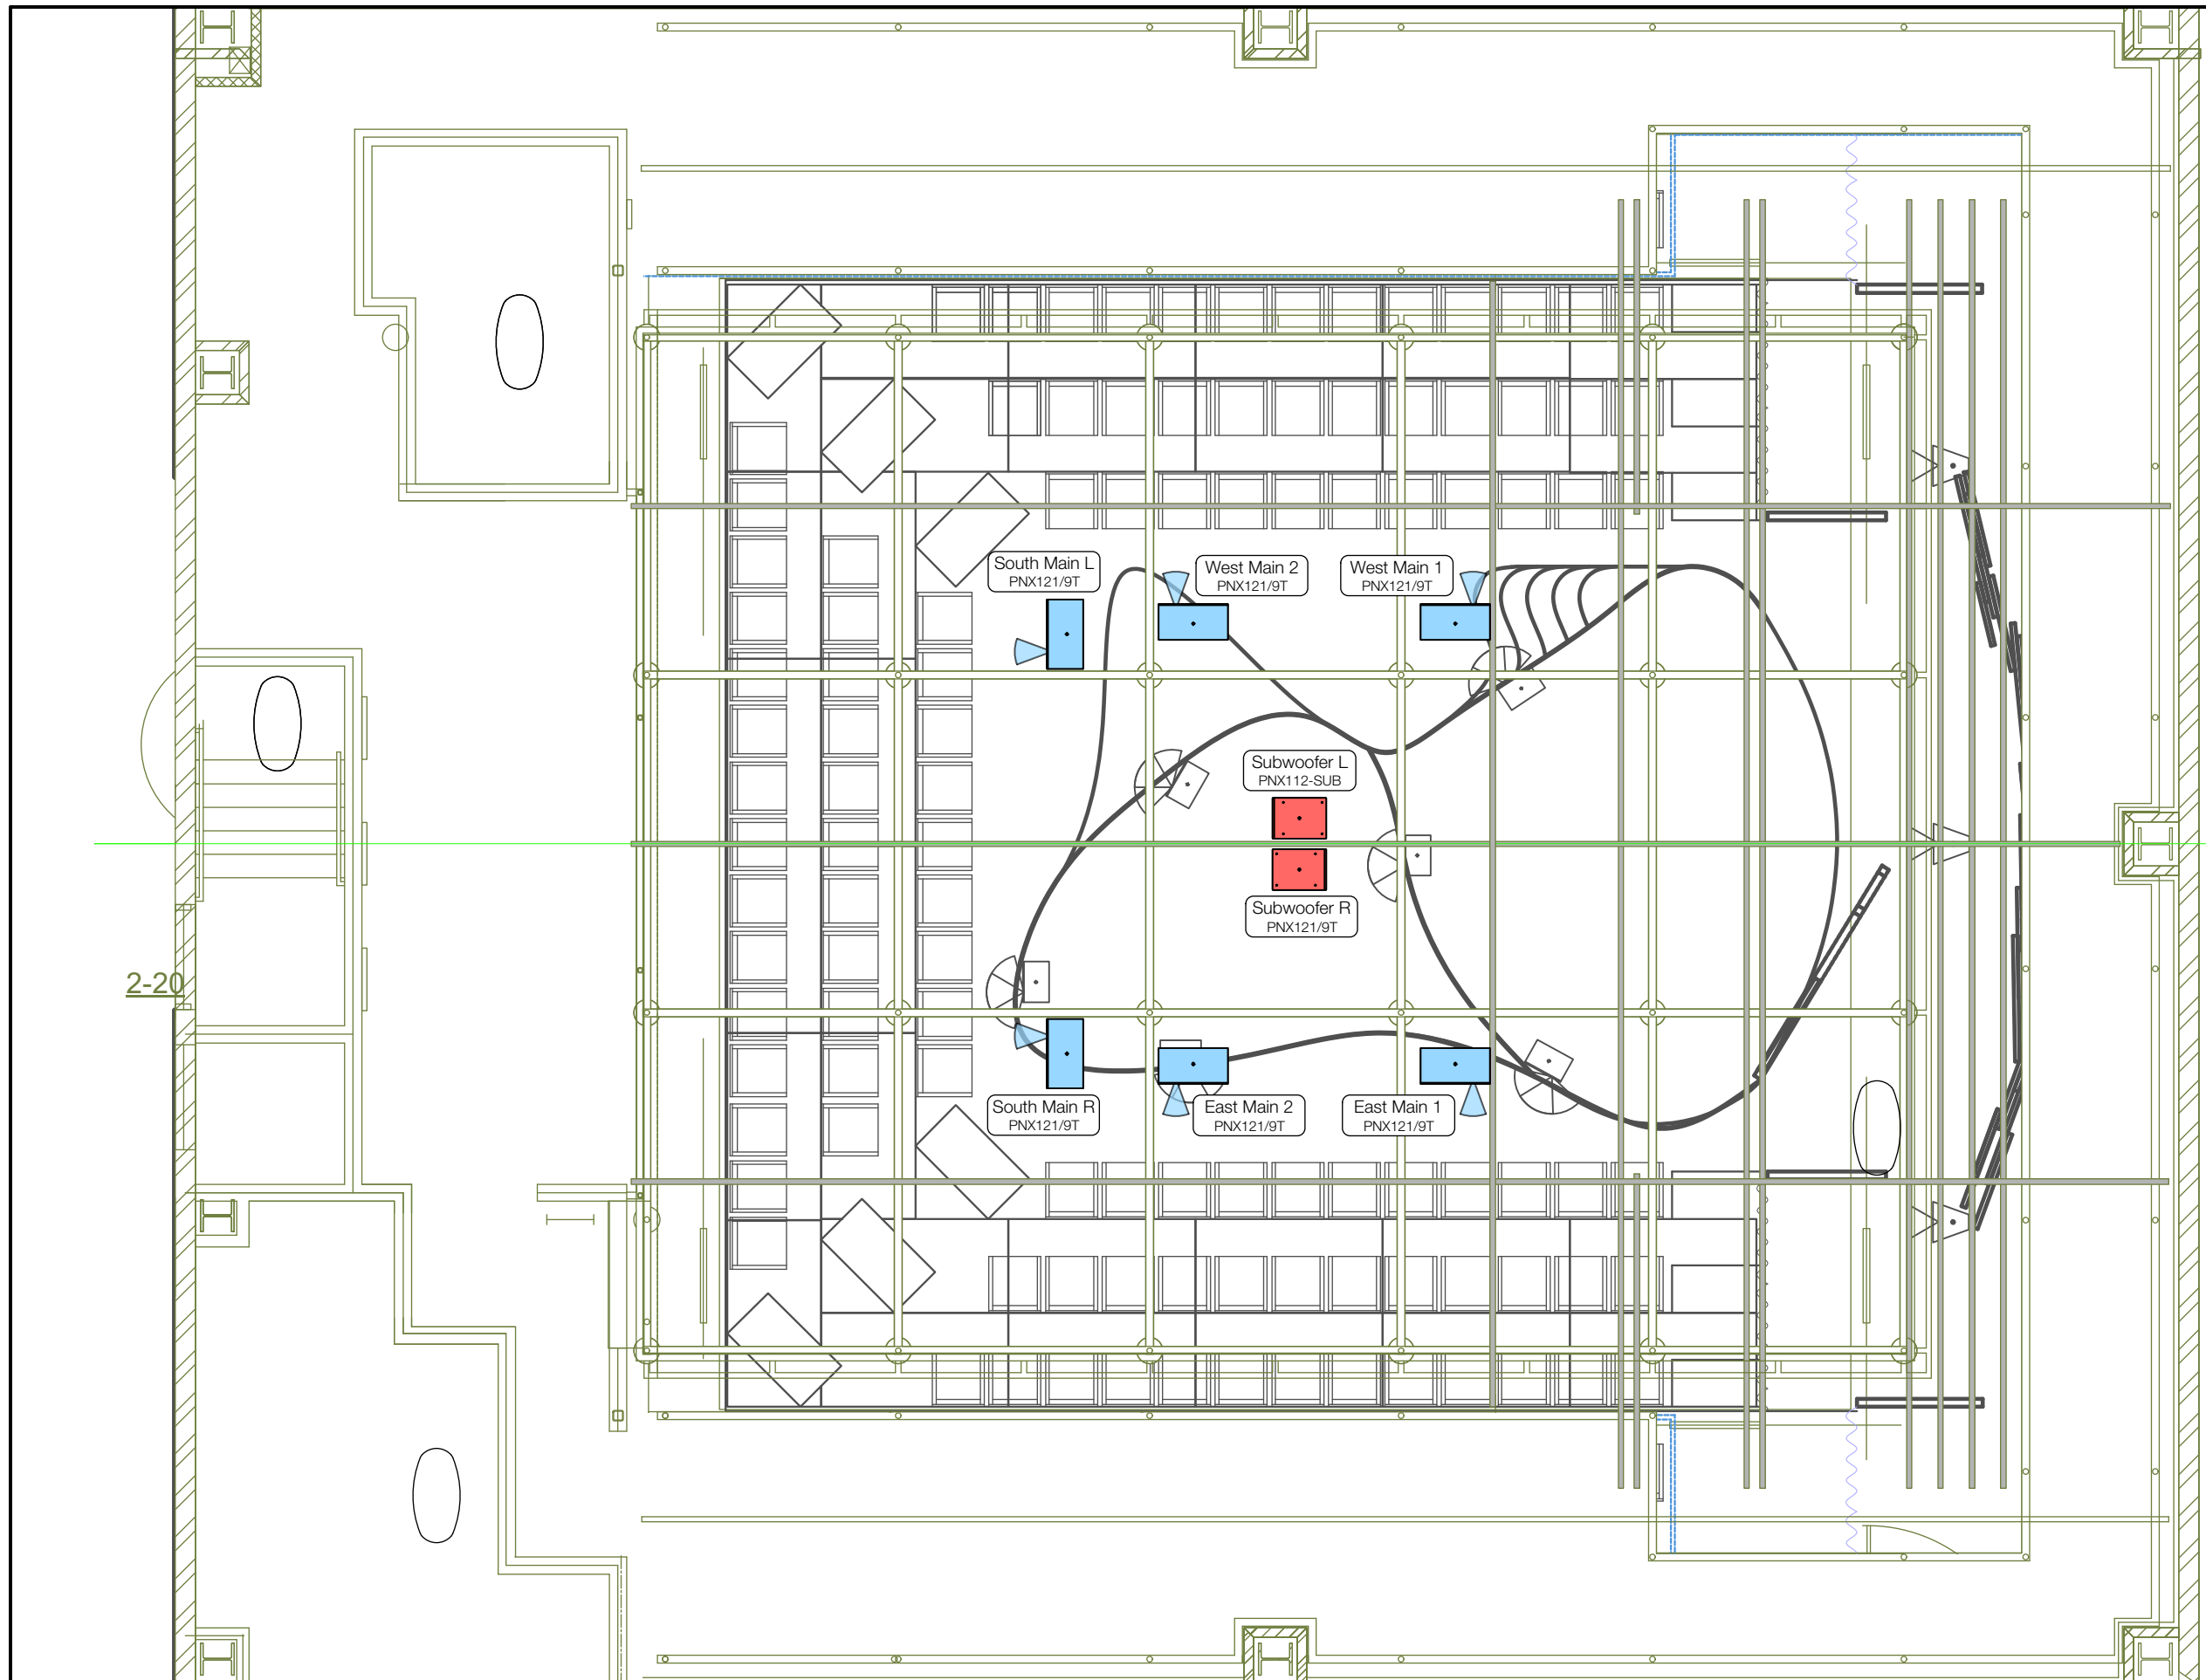 South Main L
PNX121/9T
West Main 2
PNX121/9T
West Main 1
PNX121/9T
Subwoofer L
PNX112-SUB
Subwoofer R
PNX121/9T
2-20
South Main R
PNX121/9T
East Main 2
PNX121/9T
East Main 1
PNX121/9T